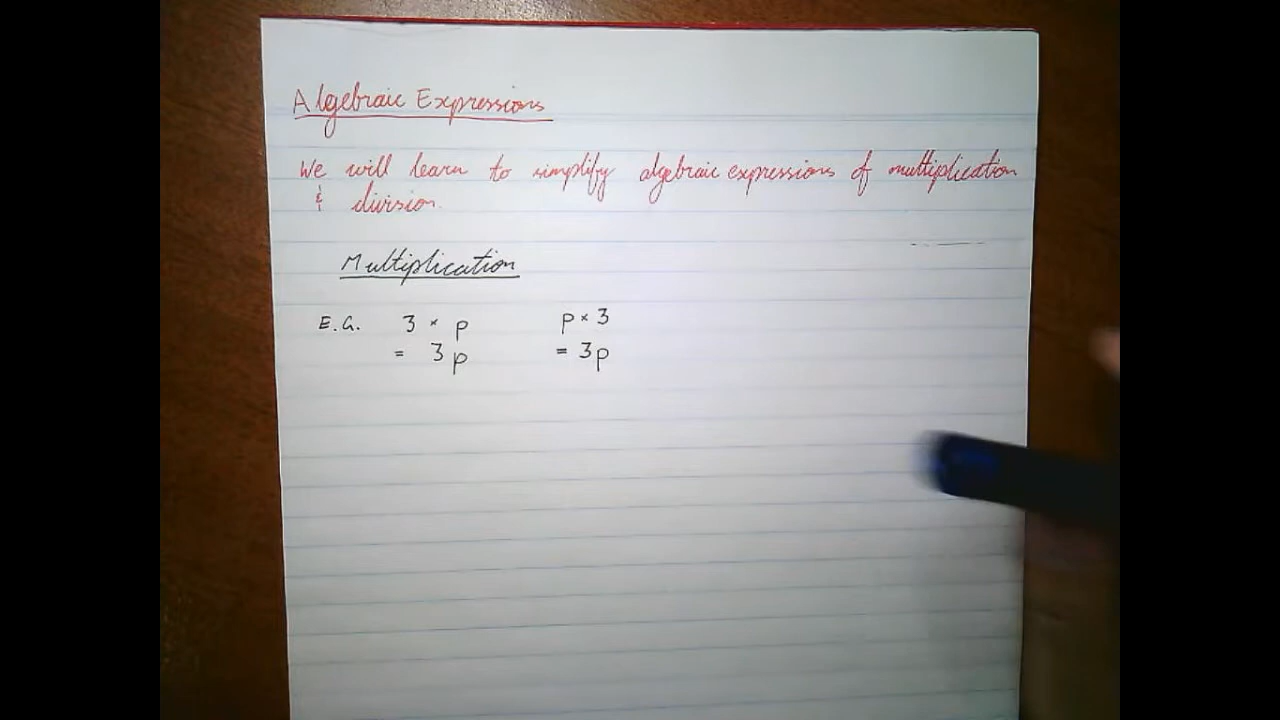 Algebraic Expressions
We will learn to simplify algebraic expressions of multiplication
& division.
Multiplication
E.G. 3 × p p × 3
= 3p = 3p